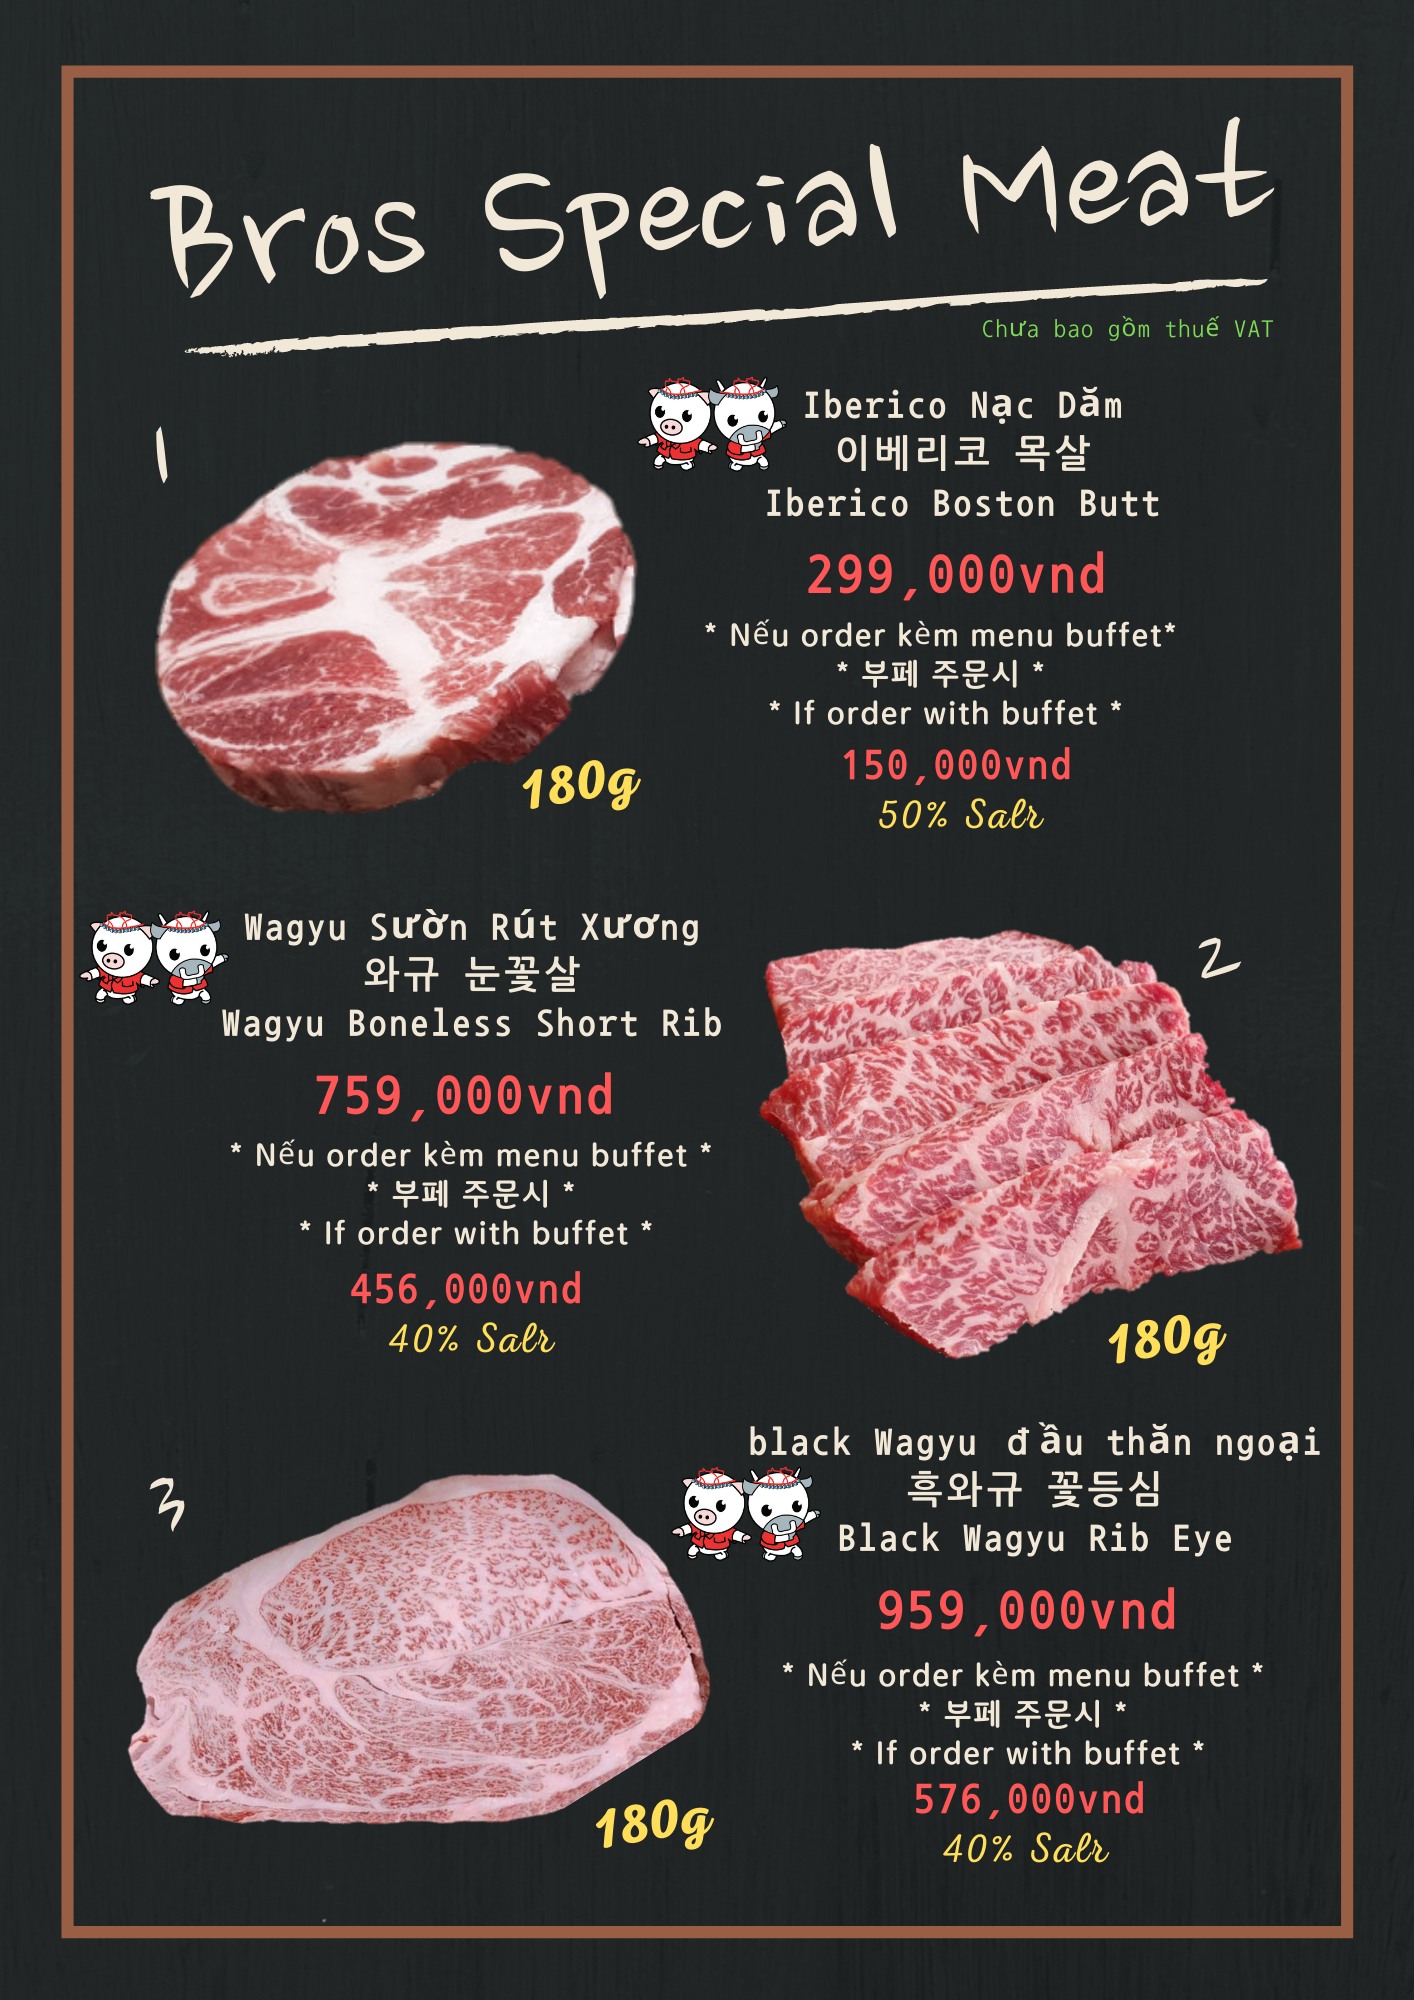 Bros Special Meat
Chưa bao gồm thuế VAT
1
Iberico Nạc Dăm
이베리코 목살
Iberico Boston Butt
299,000vnd
* Nếu order kèm menu buffet*
* 부페 주문시 *
* If order with buffet *
150,000vnd
50% Salr
180g
Wagyu Sườn Rút Xương
와규 눈꽃살
Wagyu Boneless Short Rib
759,000vnd
* Nếu order kèm menu buffet *
* 부페 주문시 *
* If order with buffet *
456,000vnd
40% Salr
2
180g
3
black Wagyu đầu thăn ngoại
흑와규 꽃등심
Black Wagyu Rib Eye
959,000vnd
* Nếu order kèm menu buffet *
* 부페 주문시 *
* If order with buffet *
576,000vnd
40% Salr
180g